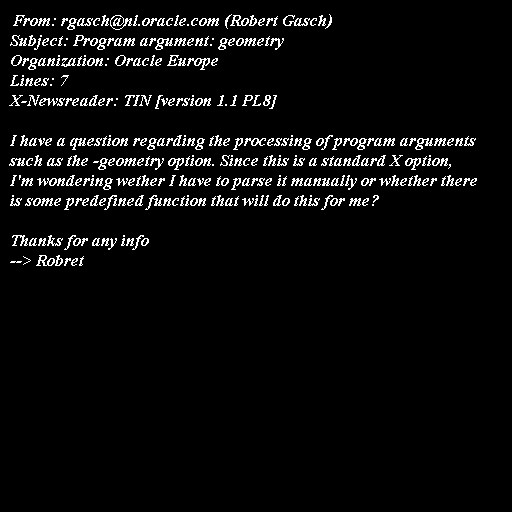 From: rgasch@nl.oracle.com (Robert Gasch)
Subject: Program argument: geometry
Organization: Oracle Europe
Lines: 7
X-Newsreader: TIN [version 1.1 PL8]
I have a question regarding the processing of program arguments
such as the -geometry option. Since this is a standard X option,
I'm wondering wether I have to parse it manually or whether there
is some predefined function that will do this for me?
Thanks for any info
--> Robret